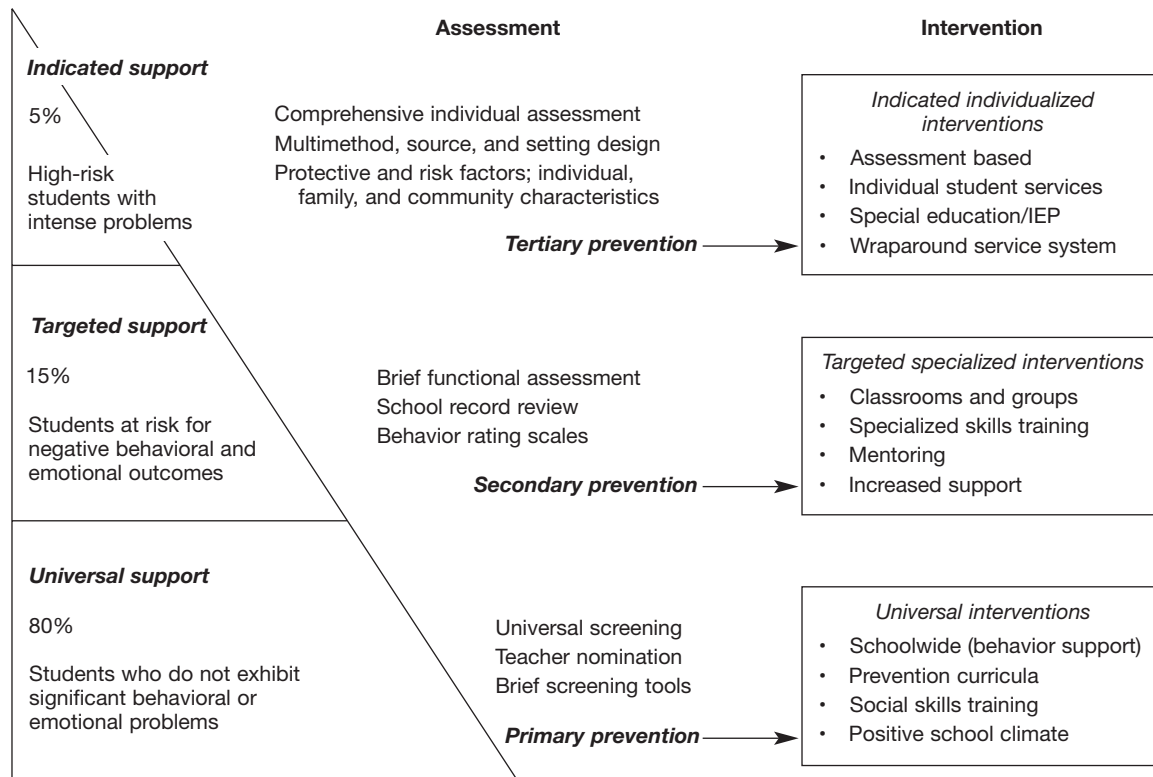 Assessment
Intervention
Indicated support
5%
High-risk
students with
intense problems
Comprehensive individual assessment
Multimethod, source, and setting design
Protective and risk factors; individual,
family, and community characteristics
Tertiary prevention
Indicated individualized
interventions
• Assessment based
• Individual student services
• Special education/IEP
• Wraparound service system
Targeted support
15%
Students at risk for
negative behavioral and
emotional outcomes
Brief functional assessment
School record review
Behavior rating scales
Secondary prevention
Targeted specialized interventions
• Classrooms and groups
• Specialized skills training
• Mentoring
• Increased support
Universal support
80%
Students who do not exhibit
significant behavioral or
emotional problems
Universal screening
Teacher nomination
Brief screening tools
Primary prevention
Universal interventions
• Schoolwide (behavior support)
• Prevention curricula
• Social skills training
• Positive school climate